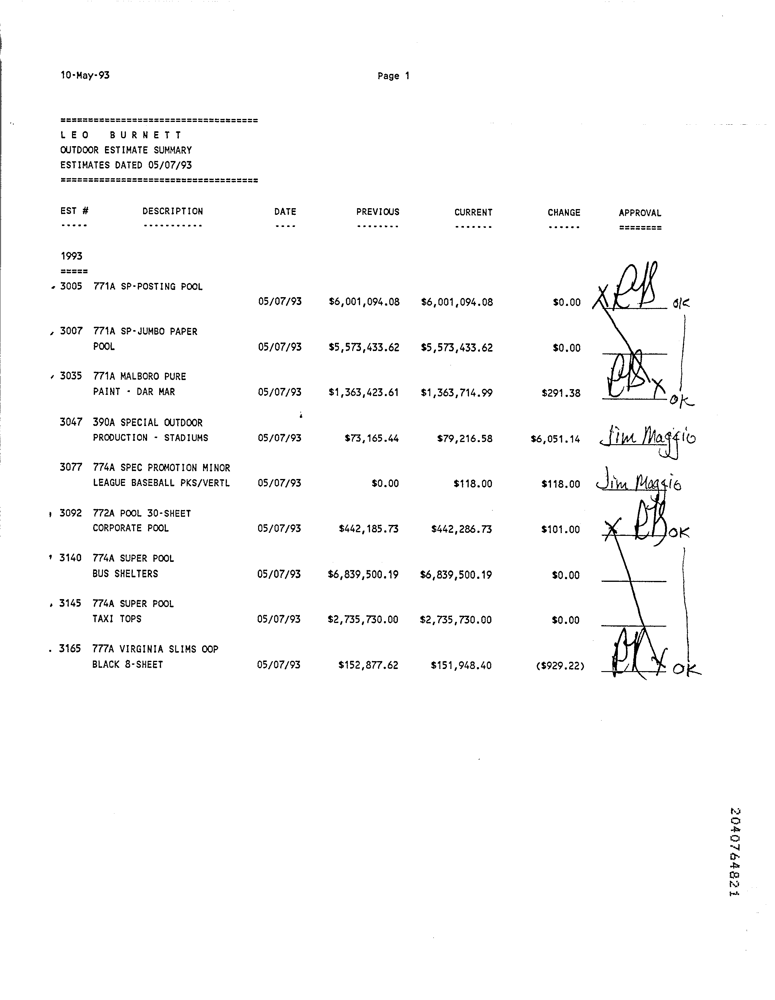 10-May-93 Page 1
===================================
L E O B U R N E T T
OUTDOOR ESTIMATE SUMMARY
ESTIMATES DATED 05/07/93
===================================
EST # DESCRIPTION DATE PREVIOUS CURRENT CHANGE APPROVAL
----- ----------- ---- -------- ------- ------ ========
1993
=====
3005 771A SP-POSTING POOL
05/07/93 $6,001,094.08 $6,001,094.08 $0.00 X RB OK
3007 771A SP-JUMBO PAPER
POOL 05/07/93 $5,573,433.62 $5,573,433.62 $0.00
3035 771A MALBORO PURE
PAINT - DAR MAR 05/07/93 $1,363,423.61 $1,363,714.99 $291.38 X OK
3047 390A SPECIAL OUTDOOR
PRODUCTION - STADIUMS 05/07/93 $73,165.44 $79,216.58 $6,051.14 Jim Maggio
3077 774A SPEC PROMOTION MINOR
LEAGUE BASEBALL PKS/VERTL 05/07/93 $0.00 $118.00 $118.00 Jim Maggio
3092 772A POOL 30-SHEET
CORPORATE POOL 05/07/93 $442,185.73 $442,286.73 $101.00 X RB OK
3140 774A SUPER POOL
BUS SHELTERS 05/07/93 $6,839,500.19 $6,839,500.19 $0.00
3145 774A SUPER POOL
TAXI TOPS 05/07/93 $2,735,730.00 $2,735,730.00 $0.00
3165 777A VIRGINIA SLIMS OOP
BLACK 8-SHEET 05/07/93 $152,877.62 $151,948.40 ($929.22) X OK
2040764821